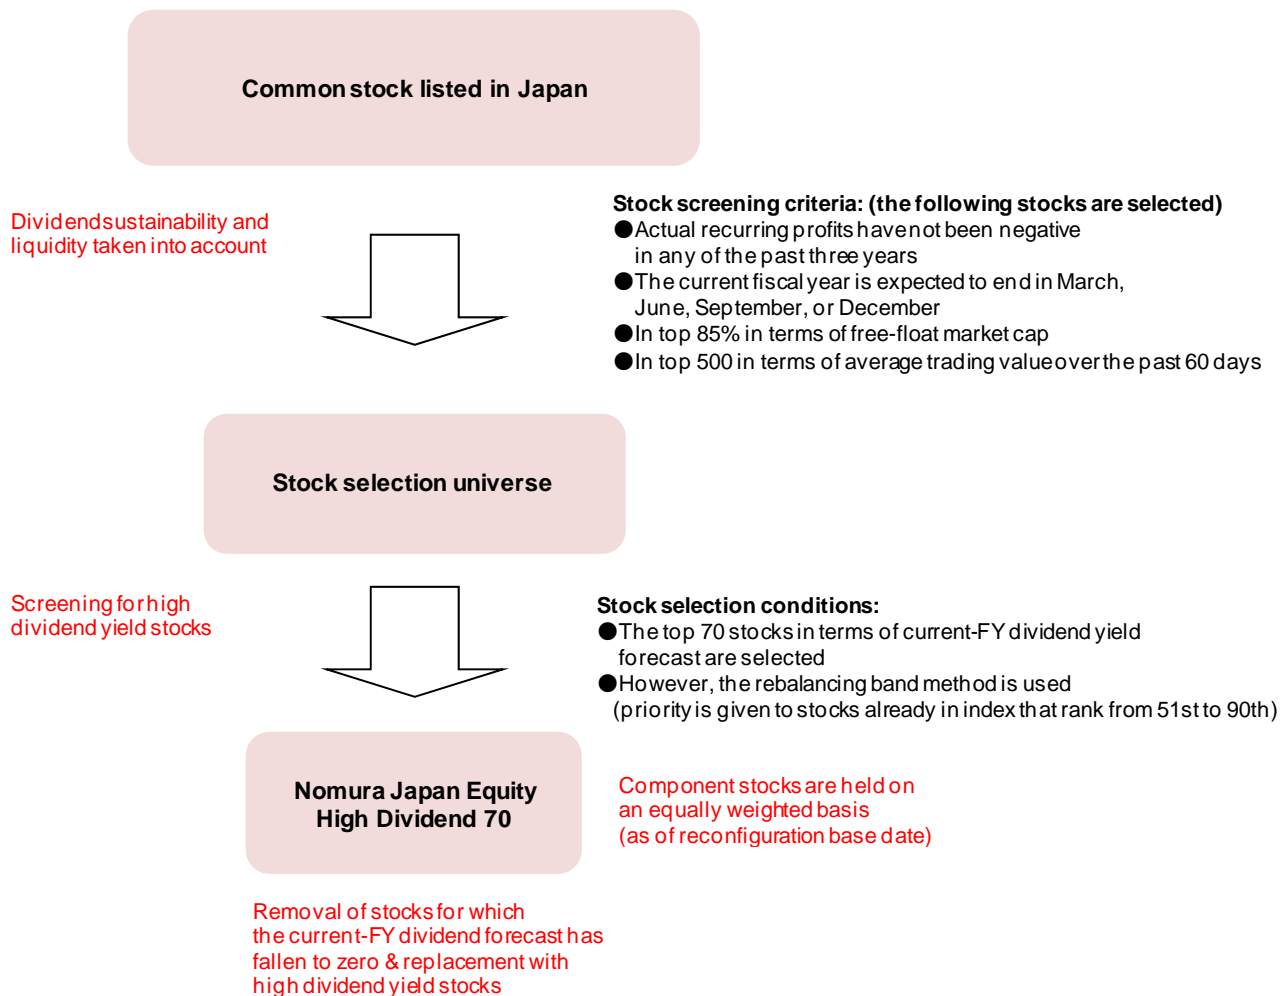 Common stock listed in Japan
Dividend sustainability and
liquidity taken into account
Stock screening criteria: (the following stocks are selected)
●Actual recurring profits have not been negative
in any of the past three years
●The current fiscal year is expected to end in March,
June, September, or December
●In top 85% in terms of free-float market cap
●In top 500 in terms of average trading value over the past 60 days
Stock selection universe
Screening for high
dividend yield stocks
Stock selection conditions:
●The top 70 stocks in terms of current-FY dividend yield
forecast are selected
●However, the rebalancing band method is used
(priority is given to stocks already in index that rank from 51st to 90th)
Nomura Japan Equity
High Dividend 70
Component stocks are held on
an equally weighted basis
(as of reconfiguration base date)
Removal of stocks for which
the current-FY dividend forecast has
fallen to zero & replacement with
high dividend yield stocks